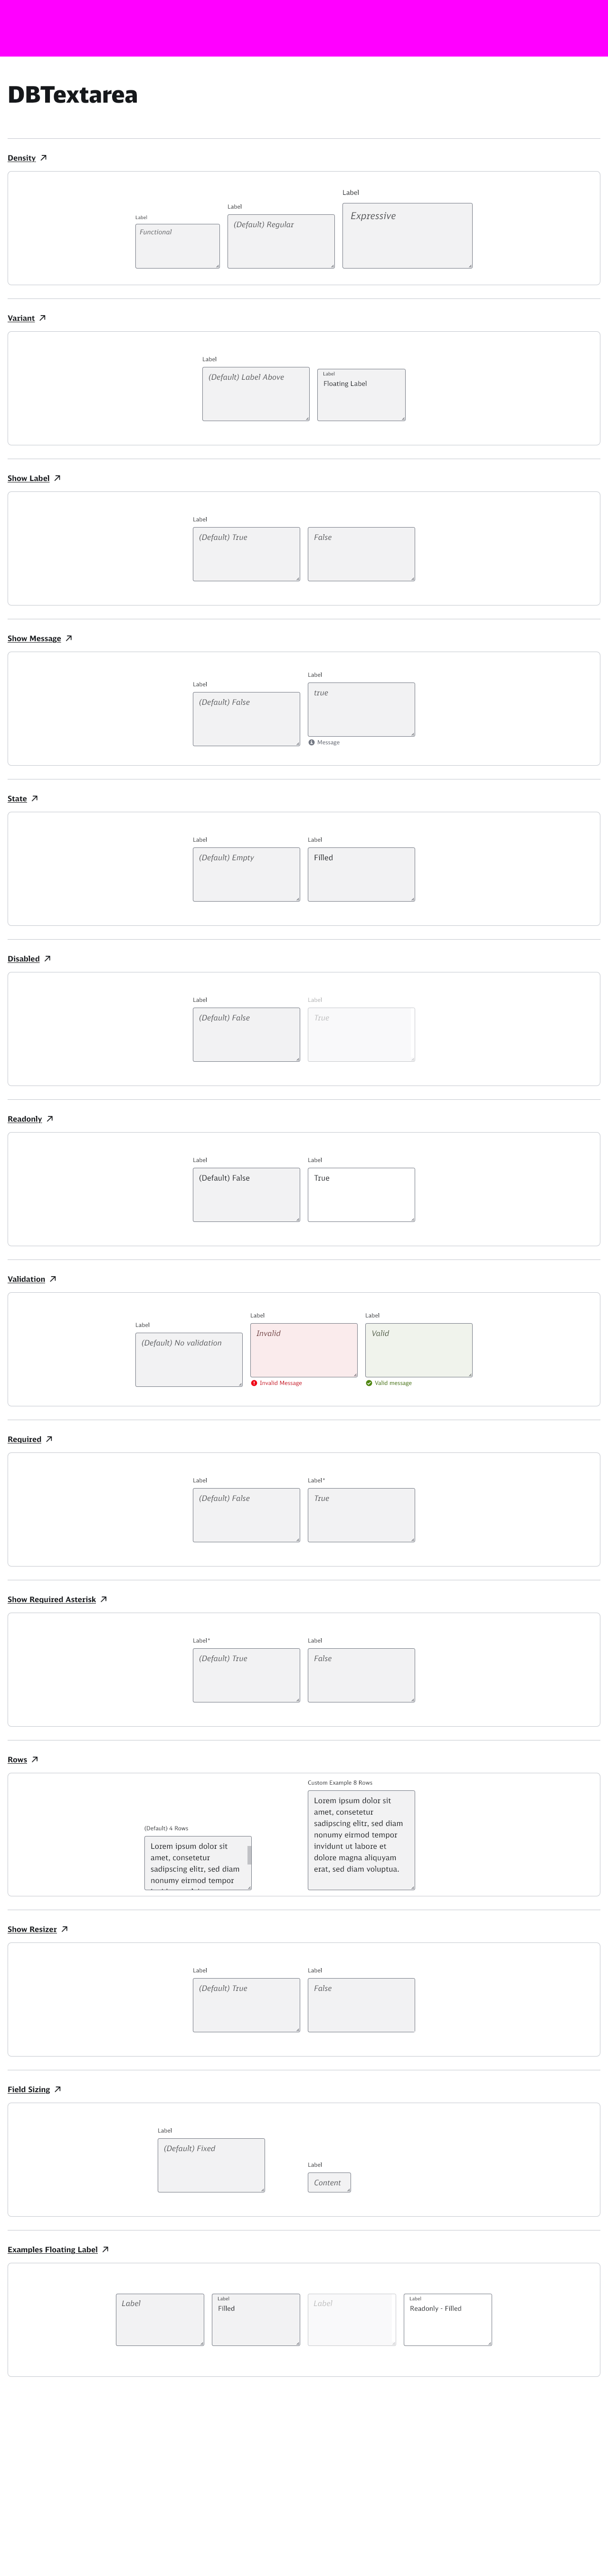 DBTextarea
Density
Label
Functional
Label
(Default) Regular
Label
Expressive
Variant
Label
(Default) Label Above
Label
Floating Label
Show Label
Label
(Default) True
False
Show Message
Label
(Default) False
Label
true
Message
State
Label
(Default) Empty
Label
Filled
Disabled
Label
(Default) False
Label
True
Readonly
Label
(Default) False
Label
True
Validation
Label
(Default) No validation
Label
Invalid
Invalid Message
Label
Valid
Valid message
Required
Label
(Default) False
Label*
True
Show Required Asterisk
Label*
(Default) True
Label
False
Rows
(Default) 4 Rows
Lorem ipsum dolor sit
amet, consetetur
sadipscing elitr, sed diam
nonumy eirmod tempor
Custom Example 8 Rows
Lorem ipsum dolor sit
amet, consetetur
sadipscing elitr, sed diam
nonumy eirmod tempor
invidunt ut labore et
dolore magna aliquyam
erat, sed diam voluptua.
Show Resizer
Label
(Default) True
Label
False
Field Sizing
Label
(Default) Fixed
Label
Content
Examples Floating Label
Label
Label
Filled
Label
Label
Readonly - Filled